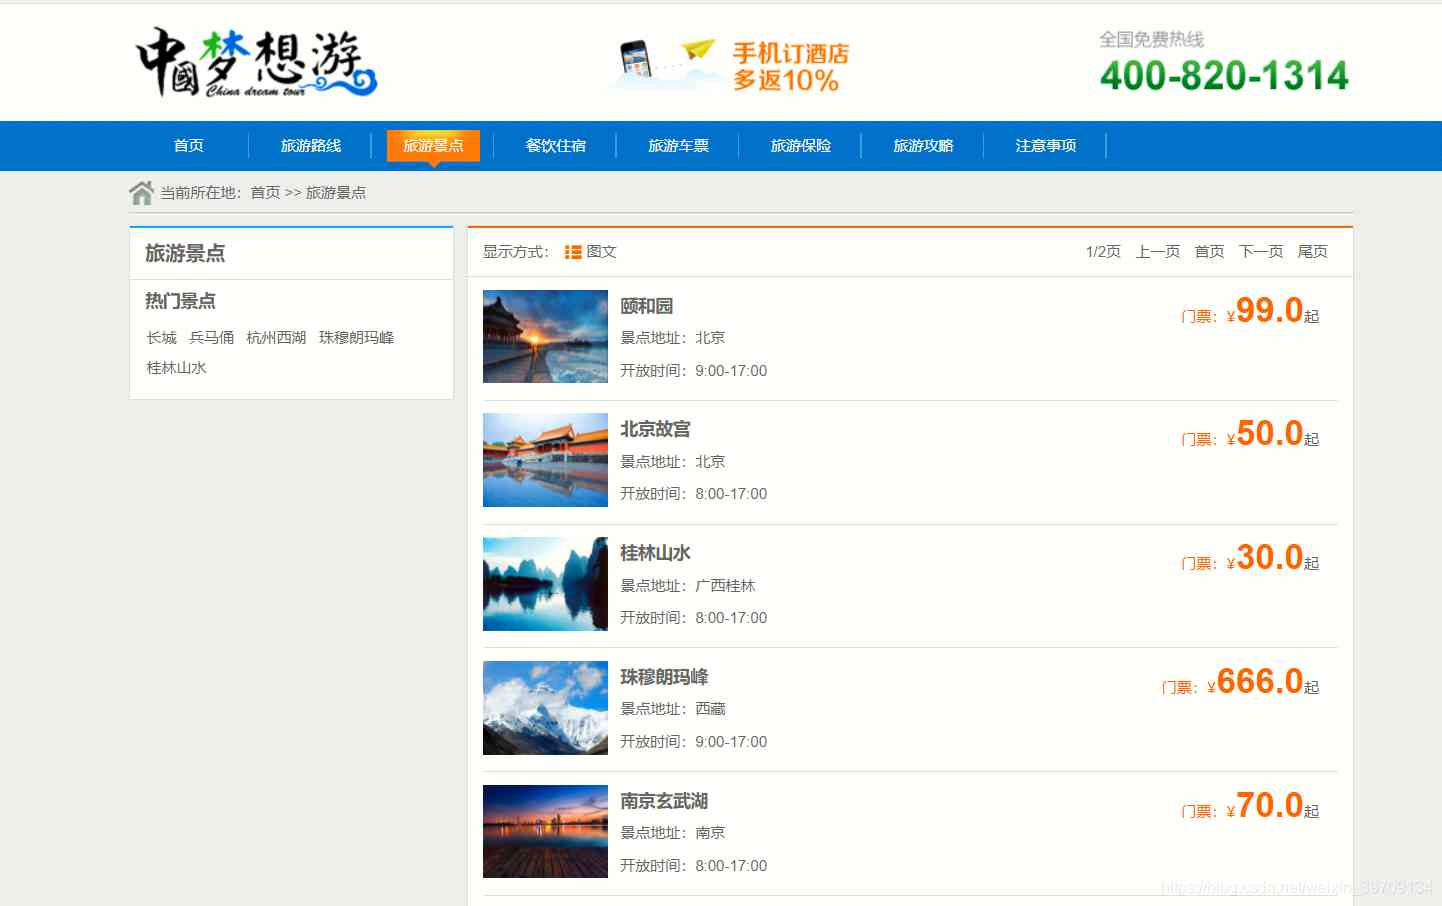 中國梦想游
China dream tour
手机订酒店
多返10%
全国免费热线
400-820-1314
首页 旅游路线 旅游景点 餐饮住宿 旅游车票 旅游保险 旅游攻略 注意事项
当前所在地：首页 >> 旅游景点
旅游景点
热门景点
长城 兵马俑 杭州西湖 珠穆朗玛峰
桂林山水
显示方式： 图文 1/2页 上一页 首页 下一页 尾页
颐和园
门票：¥99.0起
景点地址：北京
开放时间：9:00-17:00
北京故宫
门票：¥50.0起
景点地址：北京
开放时间：8:00-17:00
桂林山水
门票：¥30.0起
景点地址：广西桂林
开放时间：8:00-17:00
珠穆朗玛峰
门票：¥666.0起
景点地址：西藏
开放时间：9:00-17:00
南京玄武湖
门票：¥70.0起
景点地址：南京
开放时间：8:00-17:00
https://blog.csdn.net/weixin_39709134